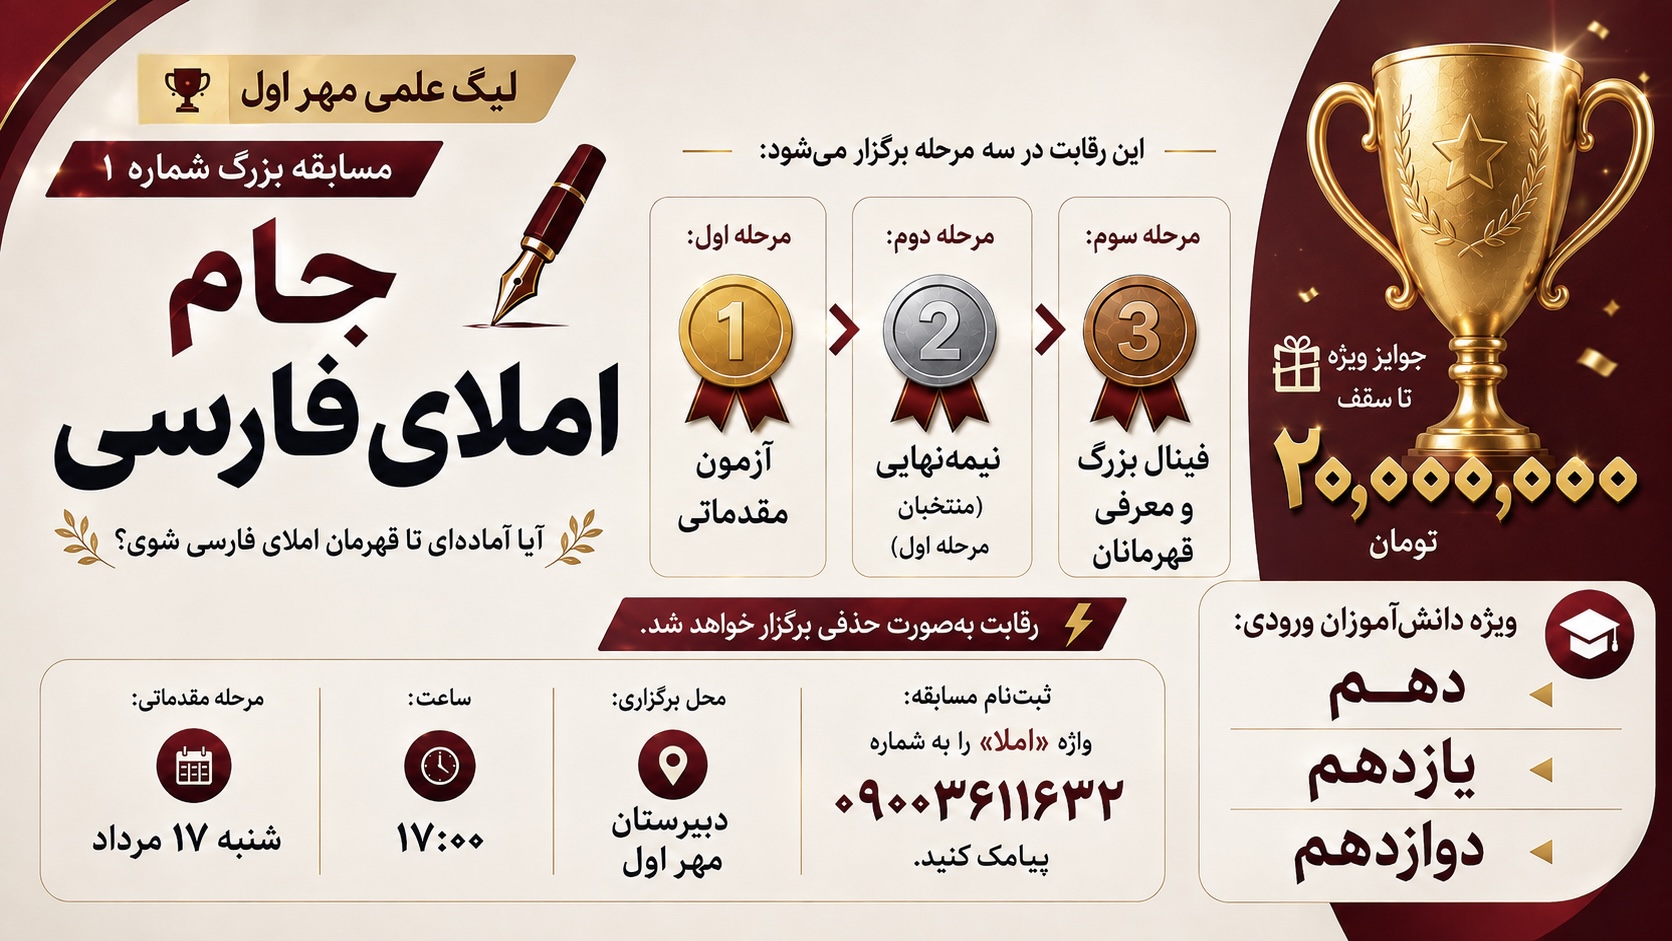 لیگ علمی مهر اول
مسابقه بزرگ شماره ۱
جام
املای فارسی
آیا آماده‌ای تا قهرمان املای فارسی شوی؟
این رقابت در سه مرحله برگزار می‌شود:
مرحله اول:
1
آزمون
مقدماتی
مرحله دوم:
2
نیمه‌نهایی
(منتخبان
مرحله اول)
مرحله سوم:
3
فینال بزرگ
و معرفی
قهرمانان
جوایز ویژه
تا سقف
۲۰,۰۰۰,۰۰۰
تومان
رقابت به‌صورت حذفی برگزار خواهد شد.
ویژه دانش‌آموزان ورودی:
دهـم
یازدهم
دوازدهم
ثبت‌نام مسابقه:
واژه «املا» را به شماره
۰۹۰۰۳۶۱۱۶۳۲
پیامک کنید.
محل برگزاری:
دبیرستان
مهر اول
ساعت:
۱۷:۰۰
مرحله مقدماتی:
شنبه ۱۷ مرداد